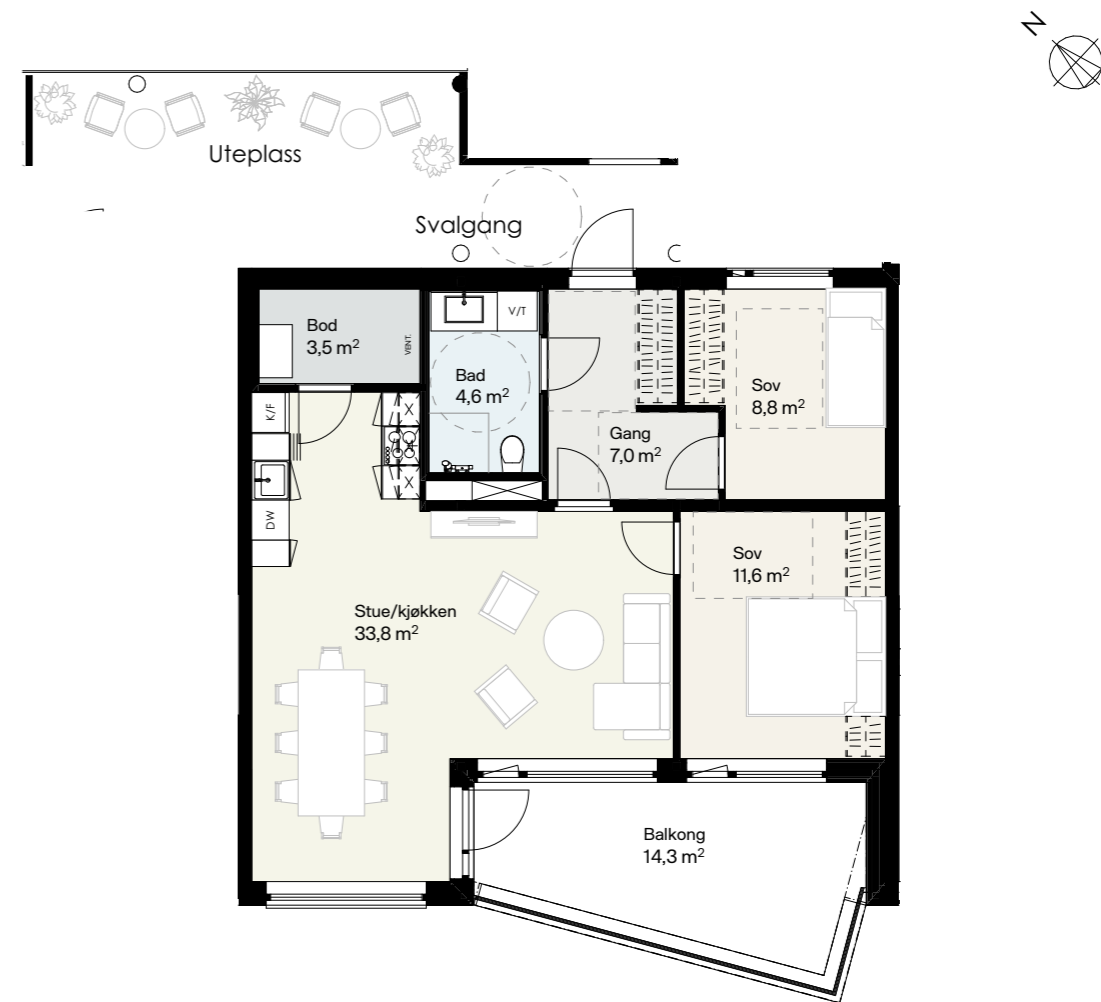 N
Uteplass
Svalgang
Bod
3,5 m²
VENT.
V/T
Bad
4,6 m²
Sov
8,8 m²
Gang
7,0 m²
K/F
DW
Sov
11,6 m²
Stue/kjøkken
33,8 m²
Balkong
14,3 m²